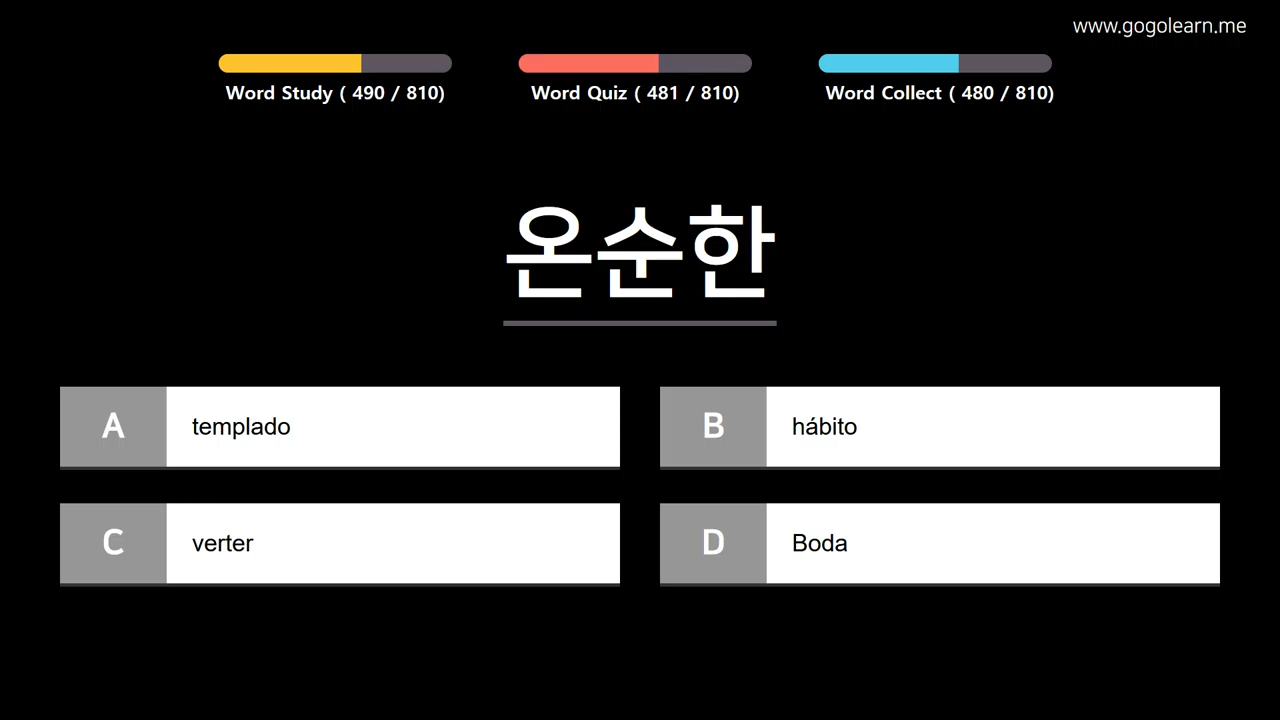 www.gogolearn.me
Word Study ( 490 / 810)
Word Quiz ( 481 / 810)
Word Collect ( 480 / 810)
온순한
A templado
B hábito
C verter
D Boda